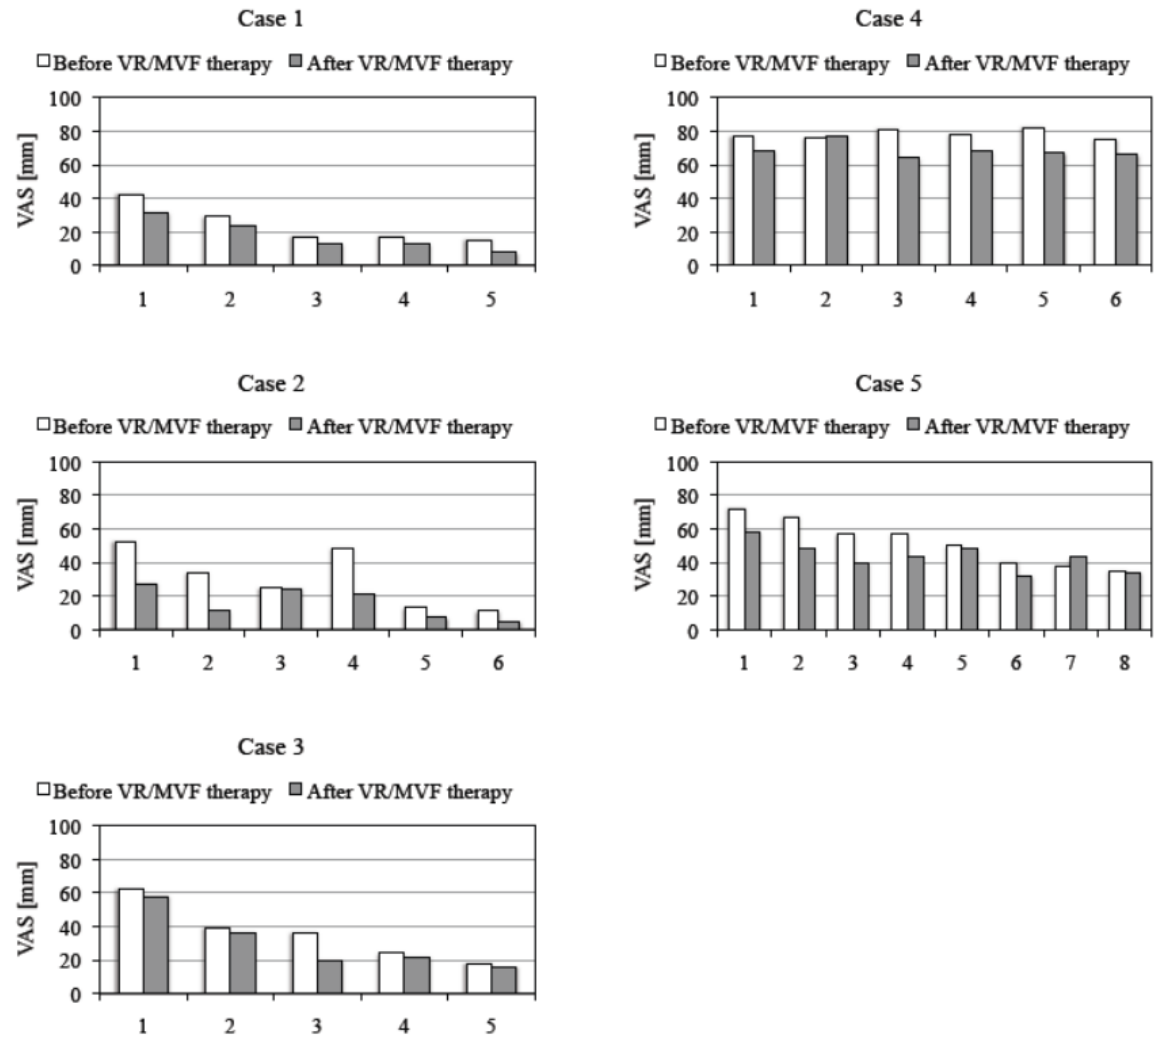 Case 1
Before VR/MVF therapy After VR/MVF therapy
VAS [mm]
100
80
60
40
20
0
1 2 3 4 5
Case 2
Before VR/MVF therapy After VR/MVF therapy
VAS [mm]
100
80
60
40
20
0
1 2 3 4 5 6
Case 3
Before VR/MVF therapy After VR/MVF therapy
VAS [mm]
100
80
60
40
20
0
1 2 3 4 5
Case 4
Before VR/MVF therapy After VR/MVF therapy
VAS [mm]
100
80
60
40
20
0
1 2 3 4 5 6
Case 5
Before VR/MVF therapy After VR/MVF therapy
VAS [mm]
100
80
60
40
20
0
1 2 3 4 5 6 7 8